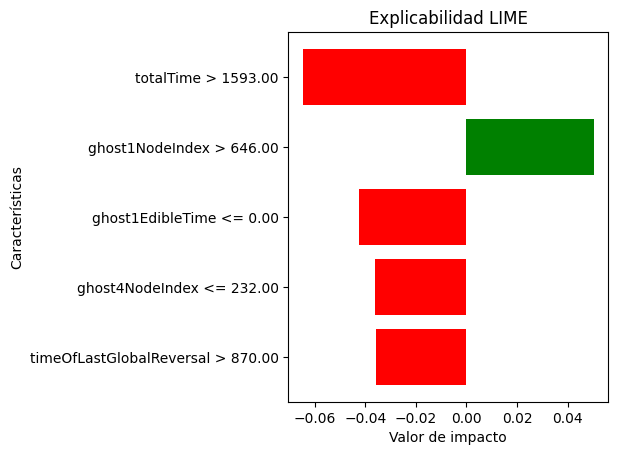 Explicabilidad LIME
Características
totalTime > 1593.00
ghost1NodeIndex > 646.00
ghost1EdibleTime <= 0.00
ghost4NodeIndex <= 232.00
timeOfLastGlobalReversal > 870.00
−0.06 −0.04 −0.02 0.00 0.02 0.04
Valor de impacto